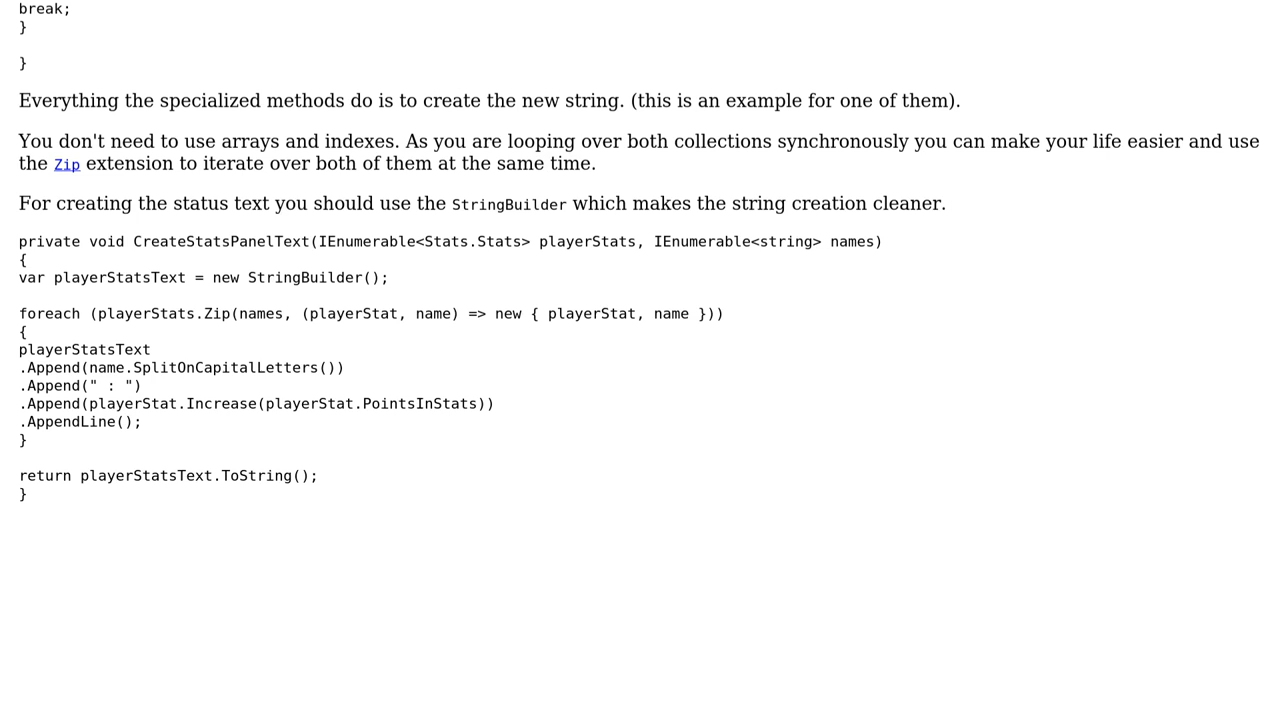 break;
}
}
Everything the specialized methods do is to create the new string. (this is an example for one of them).
You don't need to use arrays and indexes. As you are looping over both collections synchronously you can make your life easier and use
the Zip extension to iterate over both of them at the same time.
For creating the status text you should use the StringBuilder which makes the string creation cleaner.
private void CreateStatsPanelText(IEnumerable<Stats.Stats> playerStats, IEnumerable<string> names)
{
var playerStatsText = new StringBuilder();
foreach (playerStats.Zip(names, (playerStat, name) => new { playerStat, name }))
{
playerStatsText
.Append(name.SplitOnCapitalLetters())
.Append(" : ")
.Append(playerStat.Increase(playerStat.PointsInStats))
.AppendLine();
}
return playerStatsText.ToString();
}